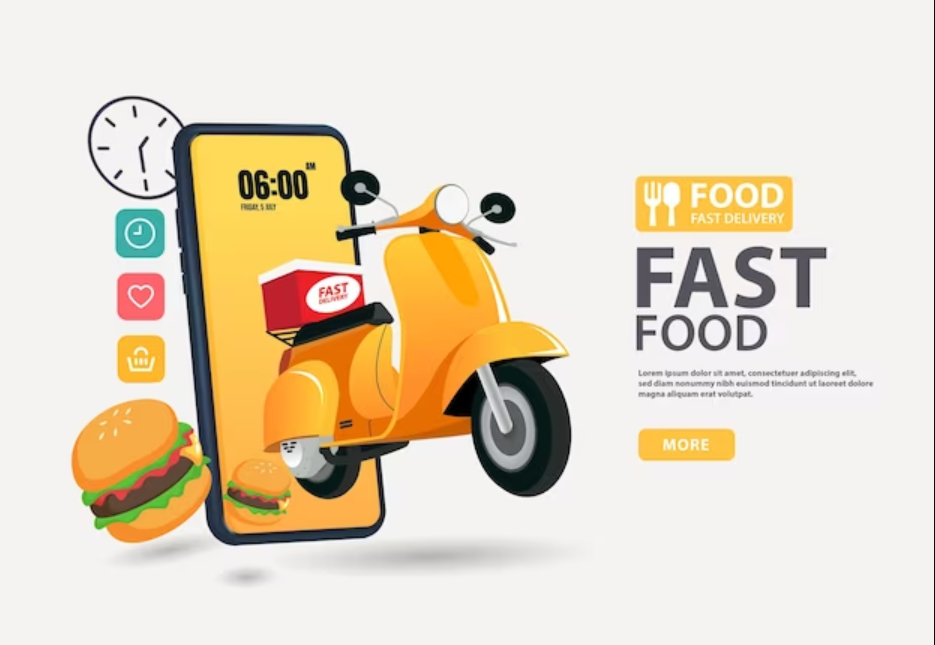 06:00 AM
FRIDAY, 5 JULY
FAST
DELIVERY
FOOD
FAST DELIVERY
FAST
FOOD
Lorem ipsum dolor sit amet, consectetuer adipiscing elit,
sed diam nonummy nibh euismod tincidunt ut laoreet dolore
magna aliquam erat volutpat.
MORE